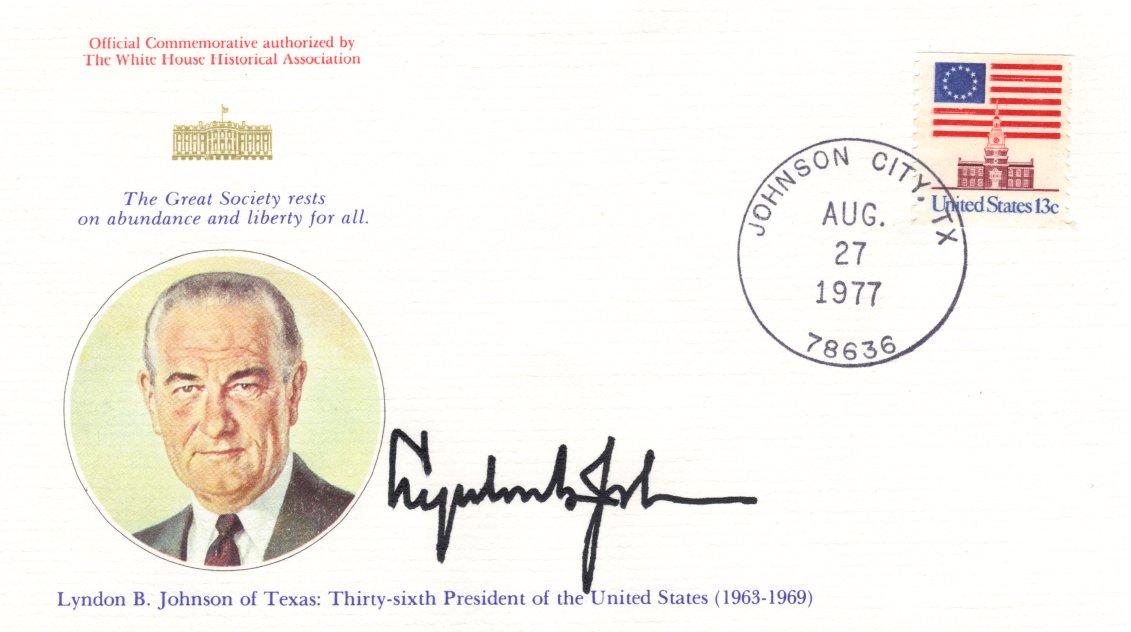 Official Commemorative authorized by
The White House Historical Association
The Great Society rests
on abundance and liberty for all.
JOHNSON CITY, TX
AUG.
27
1977
78636
United States 13c
Lyndon B Johnson
Lyndon B. Johnson of Texas: Thirty-sixth President of the United States (1963-1969)